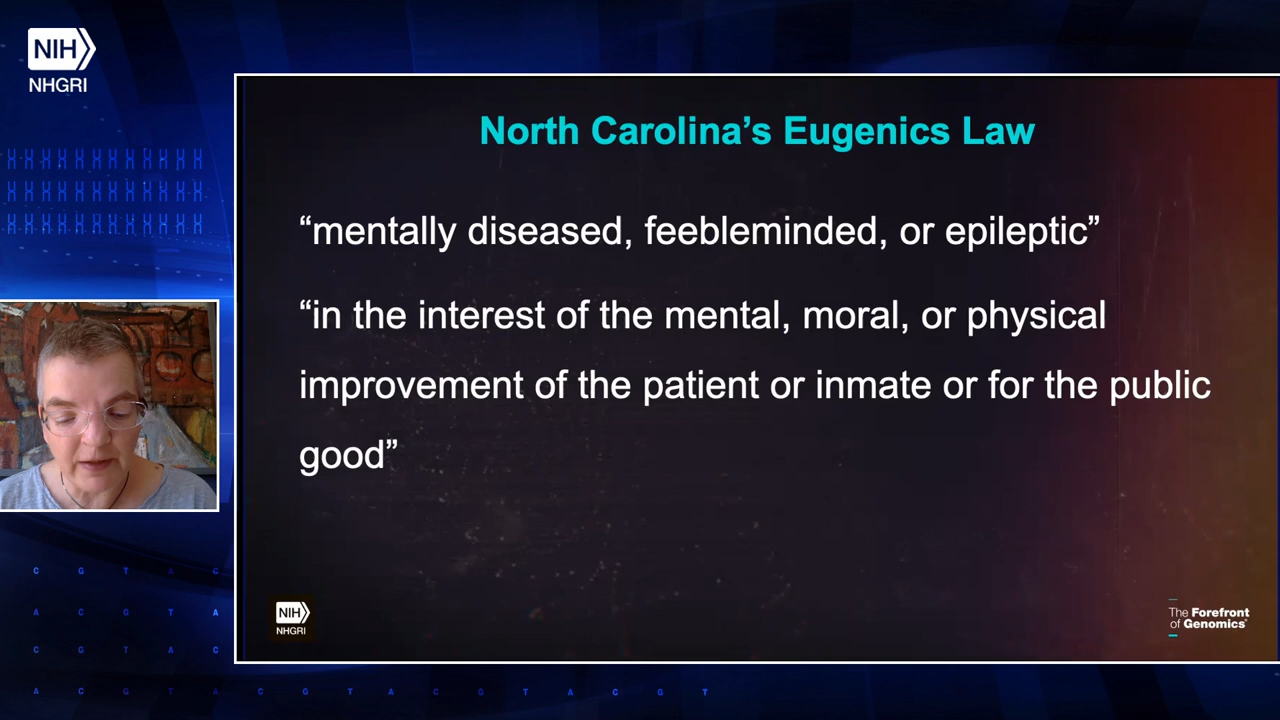 NIH
NHGRI
North Carolina’s Eugenics Law
“mentally diseased, feebleminded, or epileptic”
“in the interest of the mental, moral, or physical
improvement of the patient or inmate or for the public
good”
NIH
NHGRI
The Forefront
of Genomics®
C G T A C
A C G T A
C G T A C
A C G T A C G T A C G T A C G T